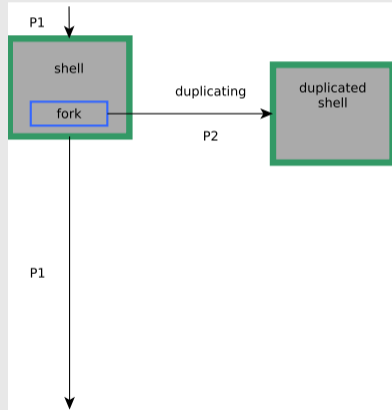 P1
shell
fork
duplicating
P2
duplicated
shell
P1